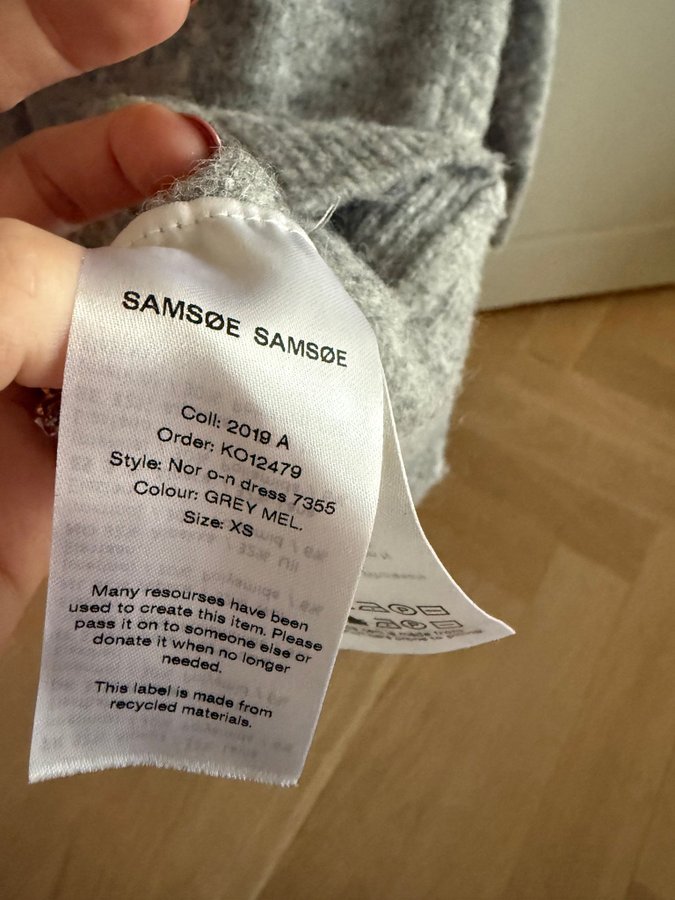 SAMSØE SAMSØE
Coll: 2019 A
Order: KO12479
Style: Nor o-n dress 7355
Colour: GREY MEL.
Size: XS
Many resourses have been
used to create this item. Please
pass it on to someone else or
donate it when no longer
needed.
This label is made from
recycled materials.